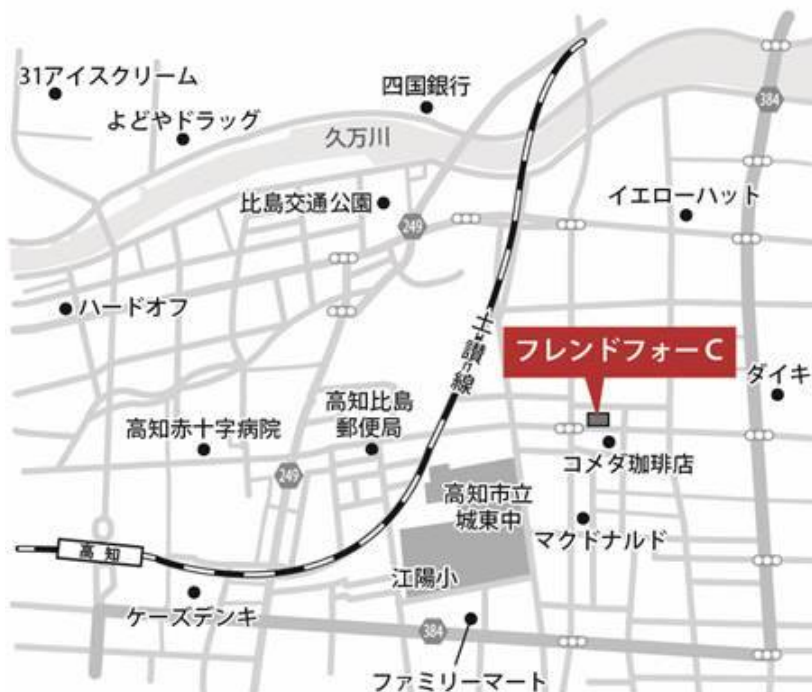 31アイスクリーム
よどやドラッグ
四国銀行
384
久万川
比島交通公園
イエローハット
249
ハードオフ
土讃線
フレンドフォーC
ダイキ
高知比島
郵便局
高知赤十字病院
コメダ珈琲店
249
高知市立
城東中
マクドナルド
高知
江陽小
ケーズデンキ
384
ファミリーマート